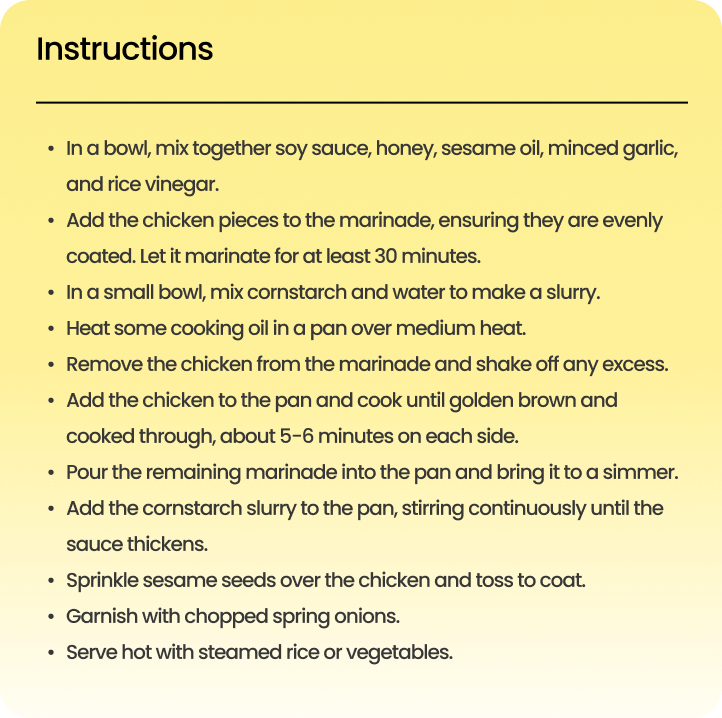 Instructions
• In a bowl, mix together soy sauce, honey, sesame oil, minced garlic,
and rice vinegar.
• Add the chicken pieces to the marinade, ensuring they are evenly
coated. Let it marinate for at least 30 minutes.
• In a small bowl, mix cornstarch and water to make a slurry.
• Heat some cooking oil in a pan over medium heat.
• Remove the chicken from the marinade and shake off any excess.
• Add the chicken to the pan and cook until golden brown and
cooked through, about 5-6 minutes on each side.
• Pour the remaining marinade into the pan and bring it to a simmer.
• Add the cornstarch slurry to the pan, stirring continuously until the
sauce thickens.
• Sprinkle sesame seeds over the chicken and toss to coat.
• Garnish with chopped spring onions.
• Serve hot with steamed rice or vegetables.